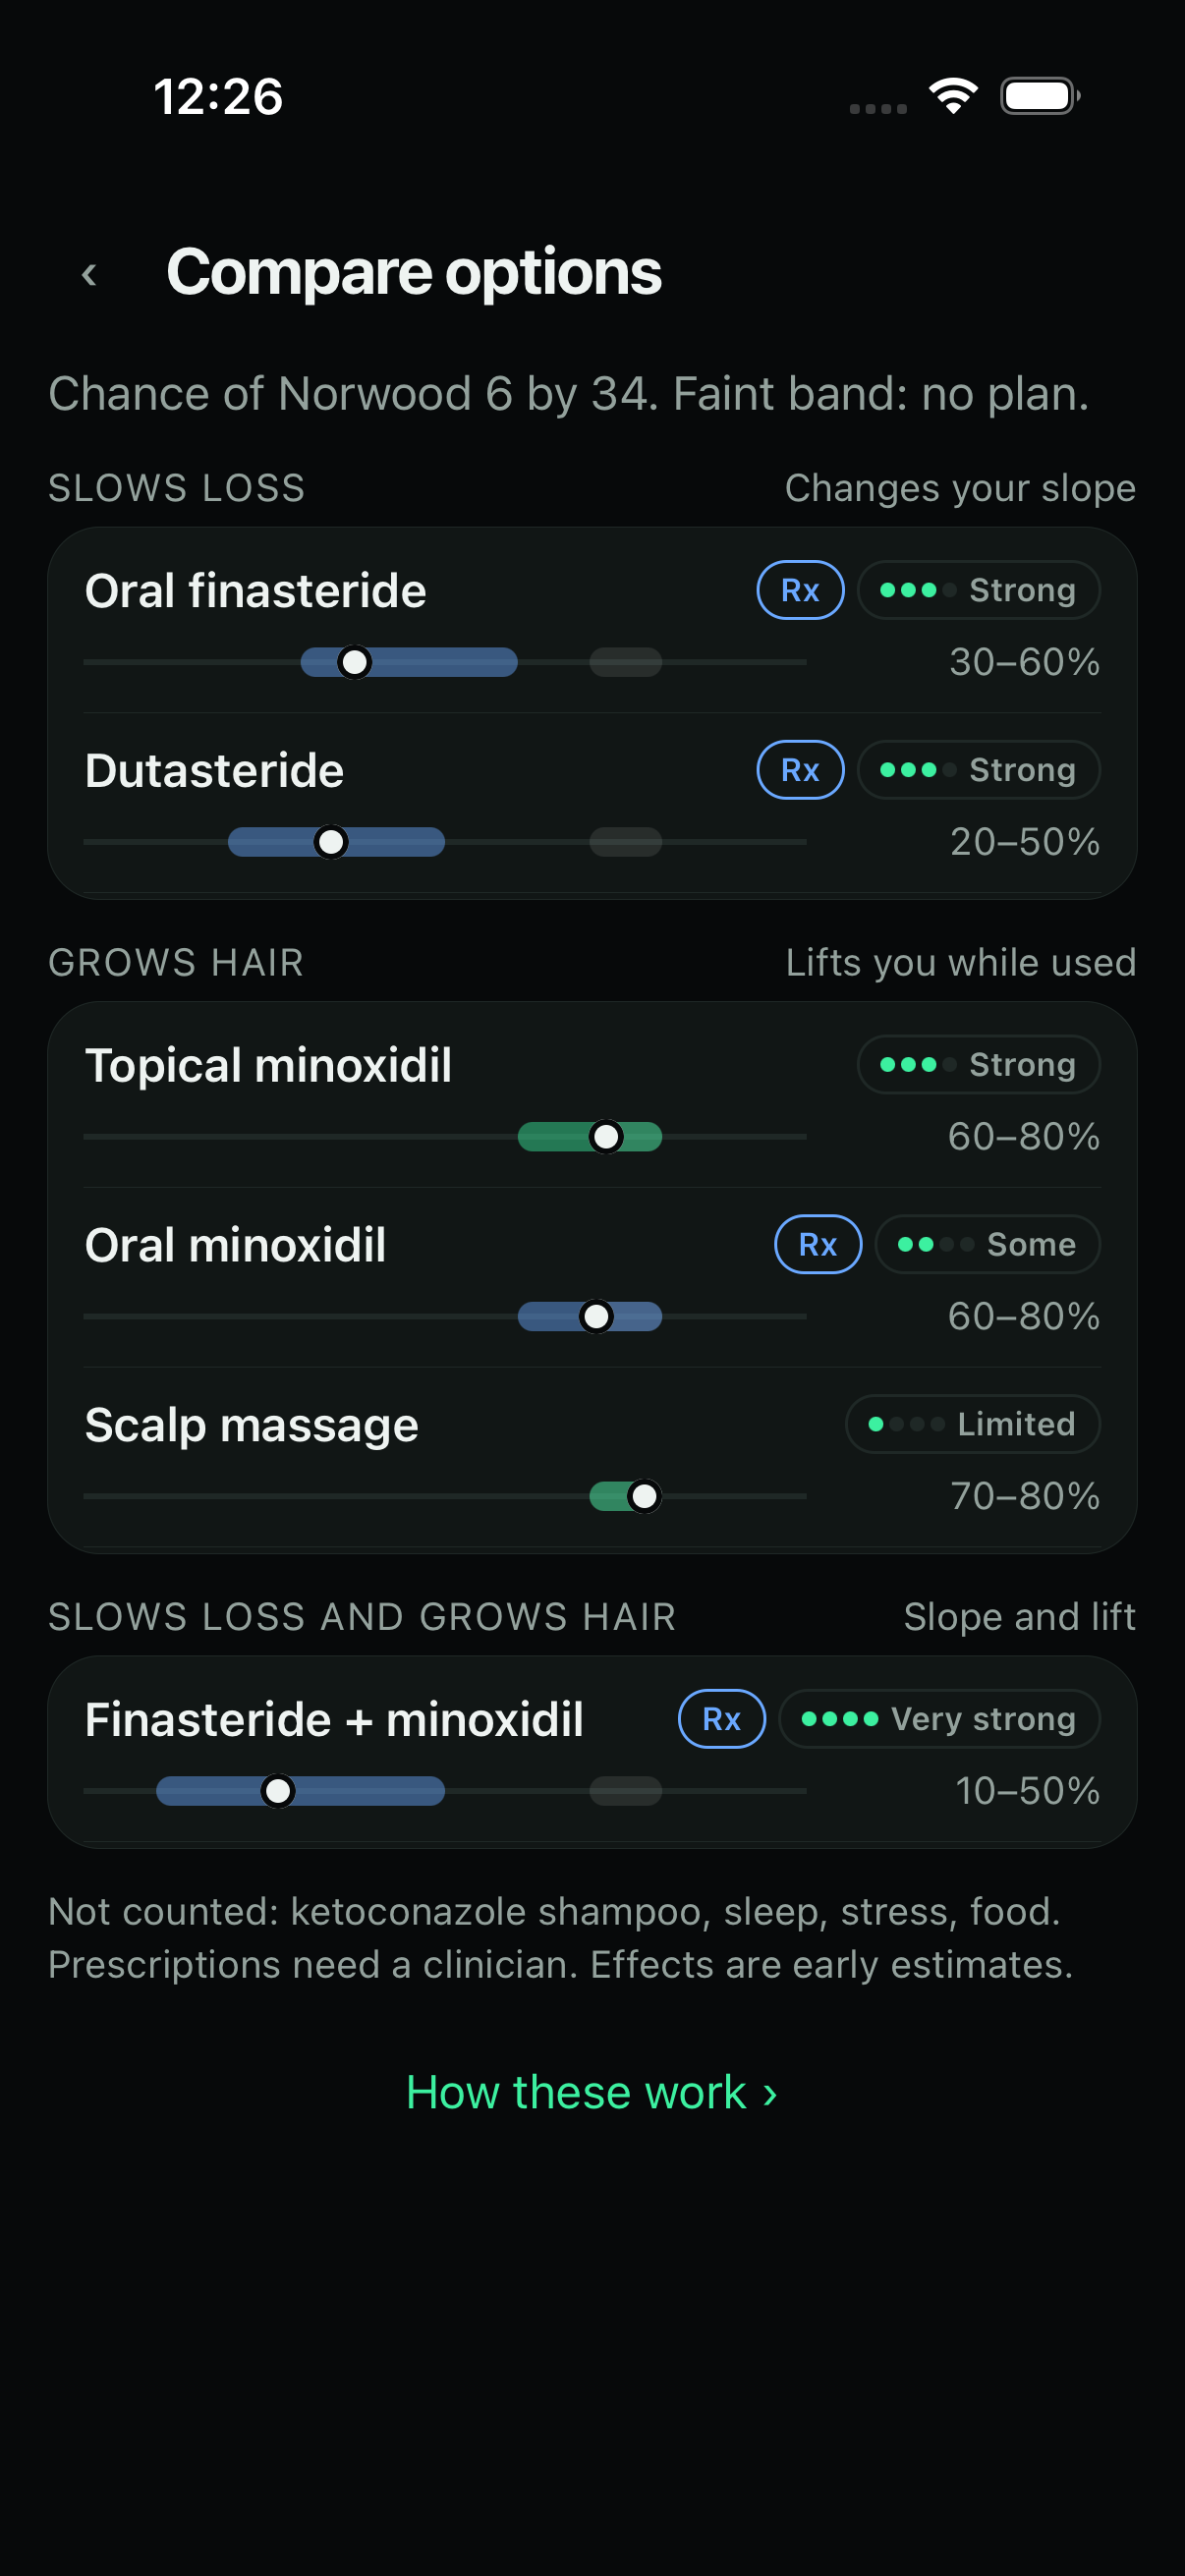 12:26
‹ Compare options
Chance of Norwood 6 by 34. Faint band: no plan.
SLOWS LOSS Changes your slope
Oral finasteride Rx Strong
30–60%
Dutasteride Rx Strong
20–50%
GROWS HAIR Lifts you while used
Topical minoxidil Strong
60–80%
Oral minoxidil Rx Some
60–80%
Scalp massage Limited
70–80%
SLOWS LOSS AND GROWS HAIR Slope and lift
Finasteride + minoxidil Rx Very strong
10–50%
Not counted: ketoconazole shampoo, sleep, stress, food.
Prescriptions need a clinician. Effects are early estimates.
How these work ›